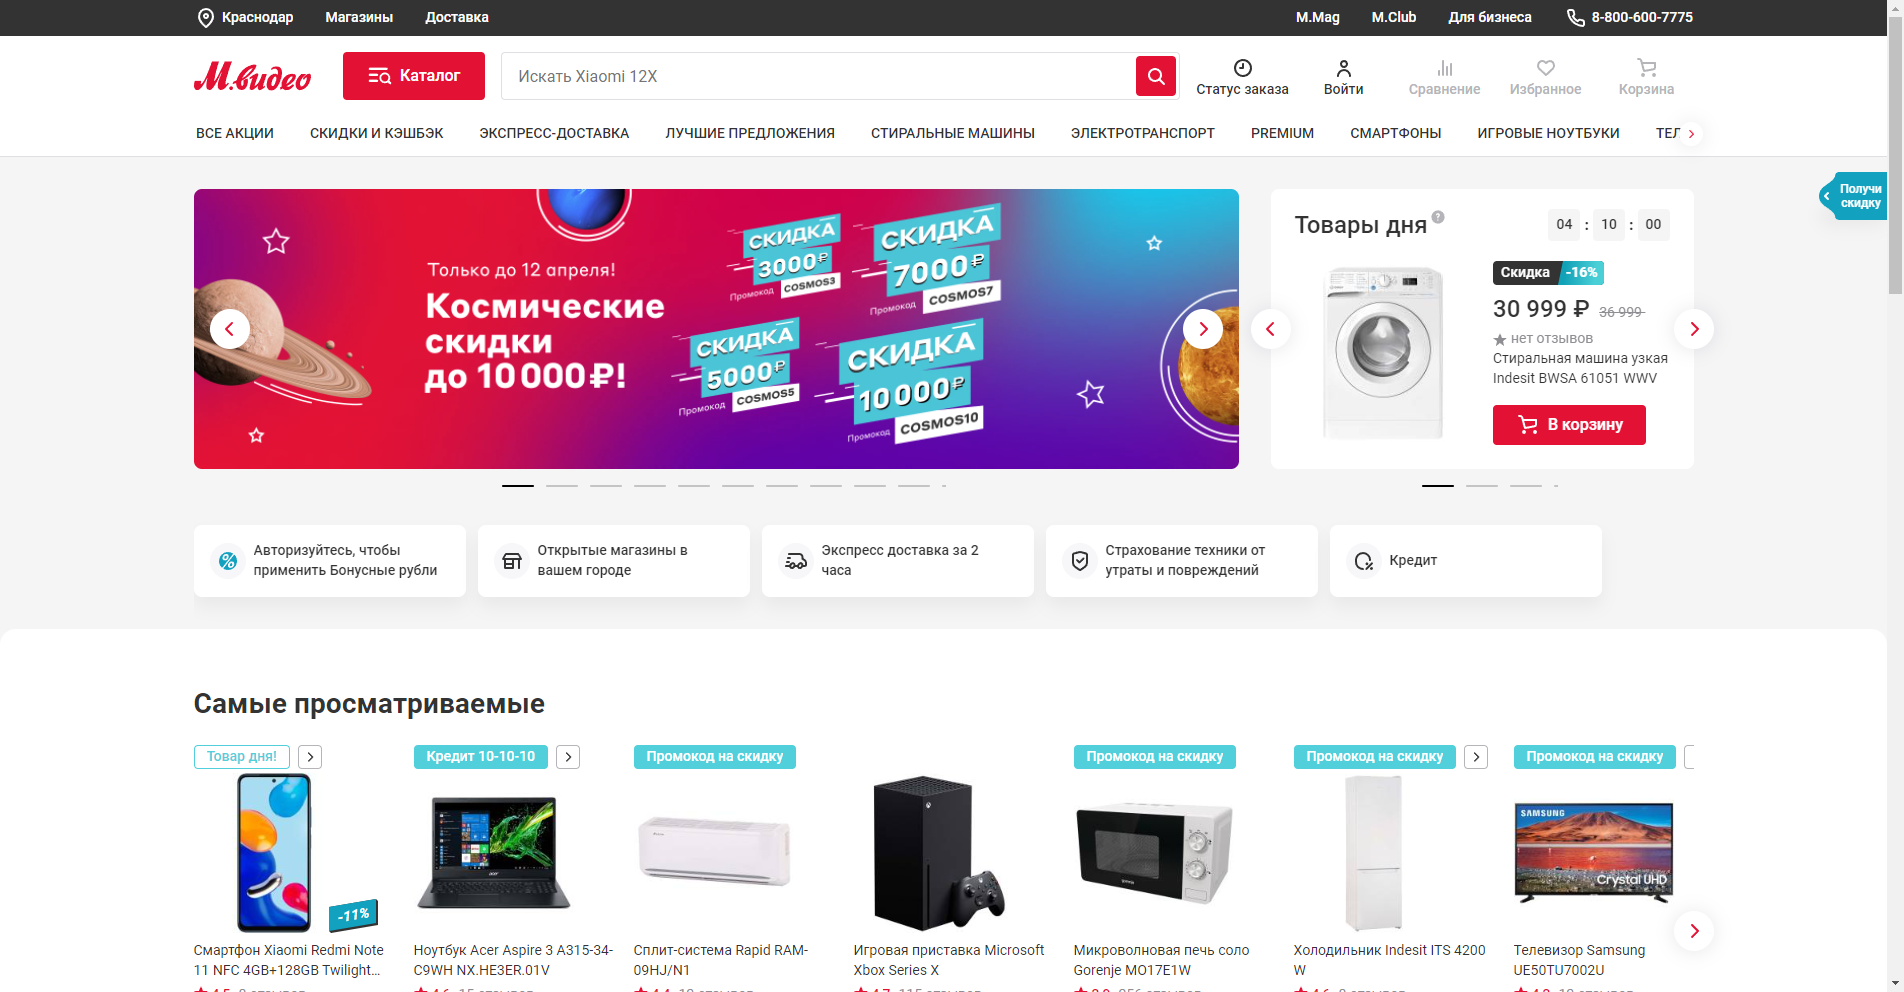 Краснодар Магазины Доставка M.Mag M.Club Для бизнеса 8-800-600-7775
М.видео Каталог Искать Xiaomi 12X Статус заказа Войти Сравнение Избранное Корзина
ВСЕ АКЦИИ СКИДКИ И КЭШБЭК ЭКСПРЕСС-ДОСТАВКА ЛУЧШИЕ ПРЕДЛОЖЕНИЯ СТИРАЛЬНЫЕ МАШИНЫ ЭЛЕКТРОТРАНСПОРТ PREMIUM СМАРТФОНЫ ИГРОВЫЕ НОУТБУКИ ТЕЛ
Получи
скидку
Только до 12 апреля!
Космические
скидки
до 10 000 ₽!
СКИДКА
3000₽
Промокод COSMOS3
СКИДКА
7000₽
Промокод COSMOS7
СКИДКА
5000₽
Промокод COSMOS5
СКИДКА
10 000₽
Промокод COSMOS10
Товары дня ? 04 : 10 : 00
Скидка -16%
30 999 ₽ 36 999
нет отзывов
Стиральная машина узкая
Indesit BWSA 61051 WWV
В корзину
Авторизуйтесь, чтобы
применить Бонусные рубли
Открытые магазины в
вашем городе
Экспресс доставка за 2
часа
Страхование техники от
утраты и повреждений
Кредит
Самые просматриваемые
Товар дня! Кредит 10-10-10 Промокод на скидку Промокод на скидку Промокод на скидку Промокод на скидку
-11%
SAMSUNG
Crystal UHD
Смартфон Xiaomi Redmi Note
11 NFC 4GB+128GB Twilight...
Ноутбук Acer Aspire 3 A315-34-
C9WH NX.HE3ER.01V
Сплит-система Rapid RAM-
09HJ/N1
Игровая приставка Microsoft
Xbox Series X
Микроволновая печь соло
Gorenje MO17E1W
Холодильник Indesit ITS 4200
W
Телевизор Samsung
UE50TU7002U